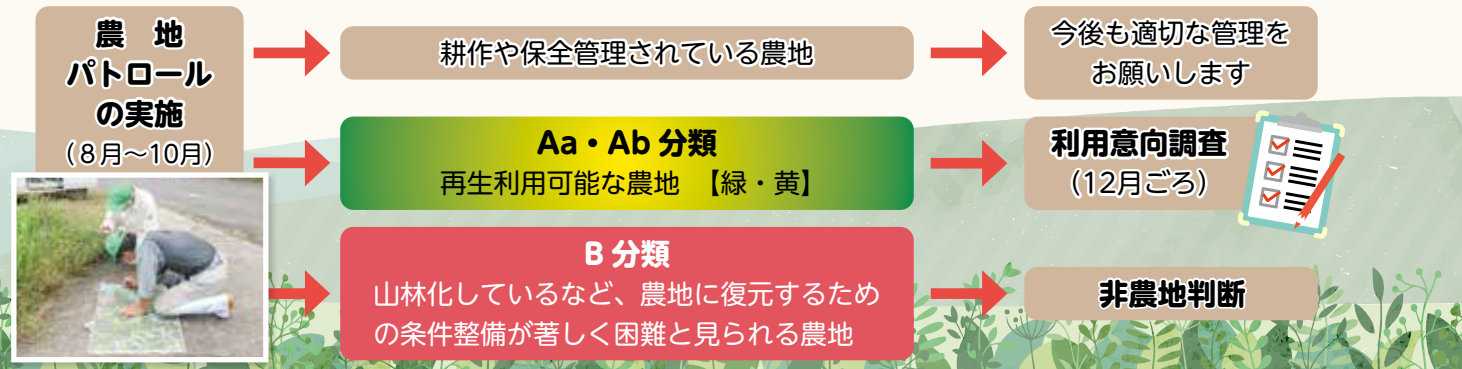 農 地
パトロール
の実施
（８月～10月）
耕作や保全管理されている農地
今後も適切な管理を
お願いします
Aa・Ab 分類
再生利用可能な農地 【緑・黄】
利用意向調査
（12月ごろ）
B 分類
山林化しているなど、農地に復元するため
の条件整備が著しく困難と見られる農地
非農地判断